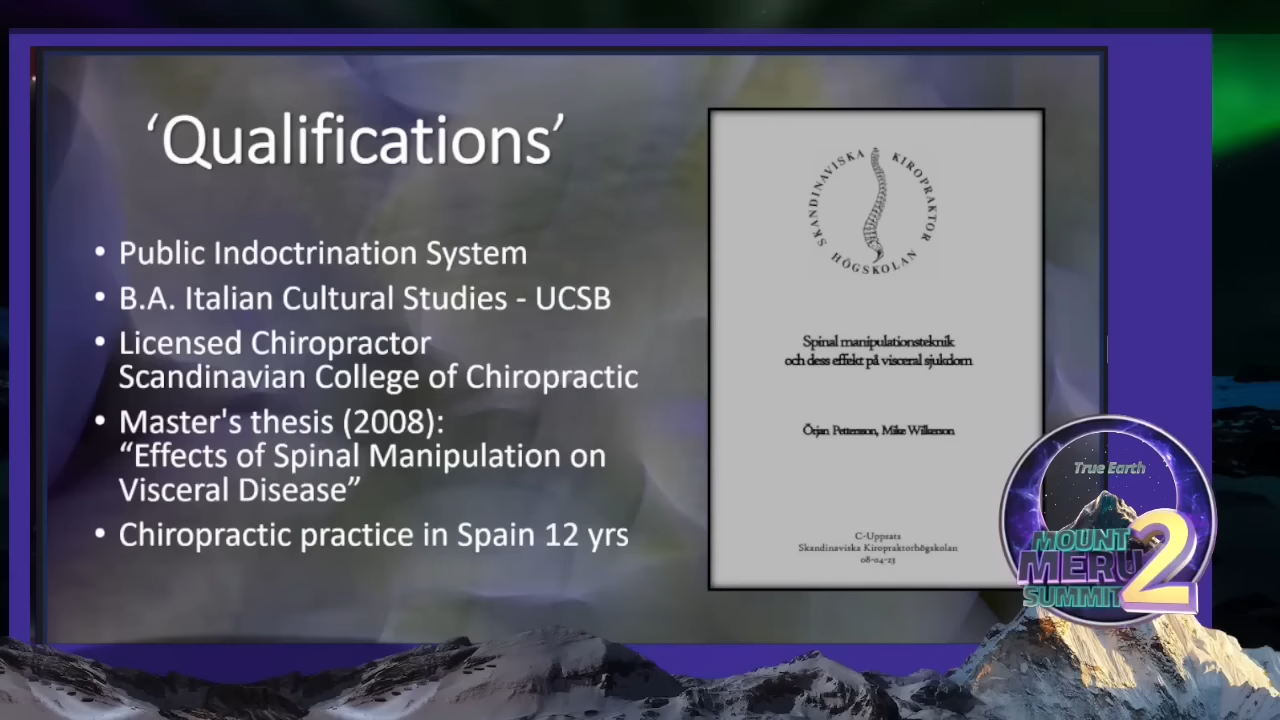 ‘Qualifications’
• Public Indoctrination System
• B.A. Italian Cultural Studies - UCSB
• Licensed Chiropractor
Scandinavian College of Chiropractic
• Master's thesis (2008):
“Effects of Spinal Manipulation on
Visceral Disease”
• Chiropractic practice in Spain 12 yrs
SKANDINAVISKA KIROPRAKTOR
HÖGSKOLAN
Spinal manipulationsteknik
och dess effekt på visceral sjukdom
Örjan Pettersson, Mike Wilkerson
C-Uppsats
Skandinaviska Kiropraktorhögskolan
08-04-23
True Earth
MOUNT
MERU 2
SUMMIT